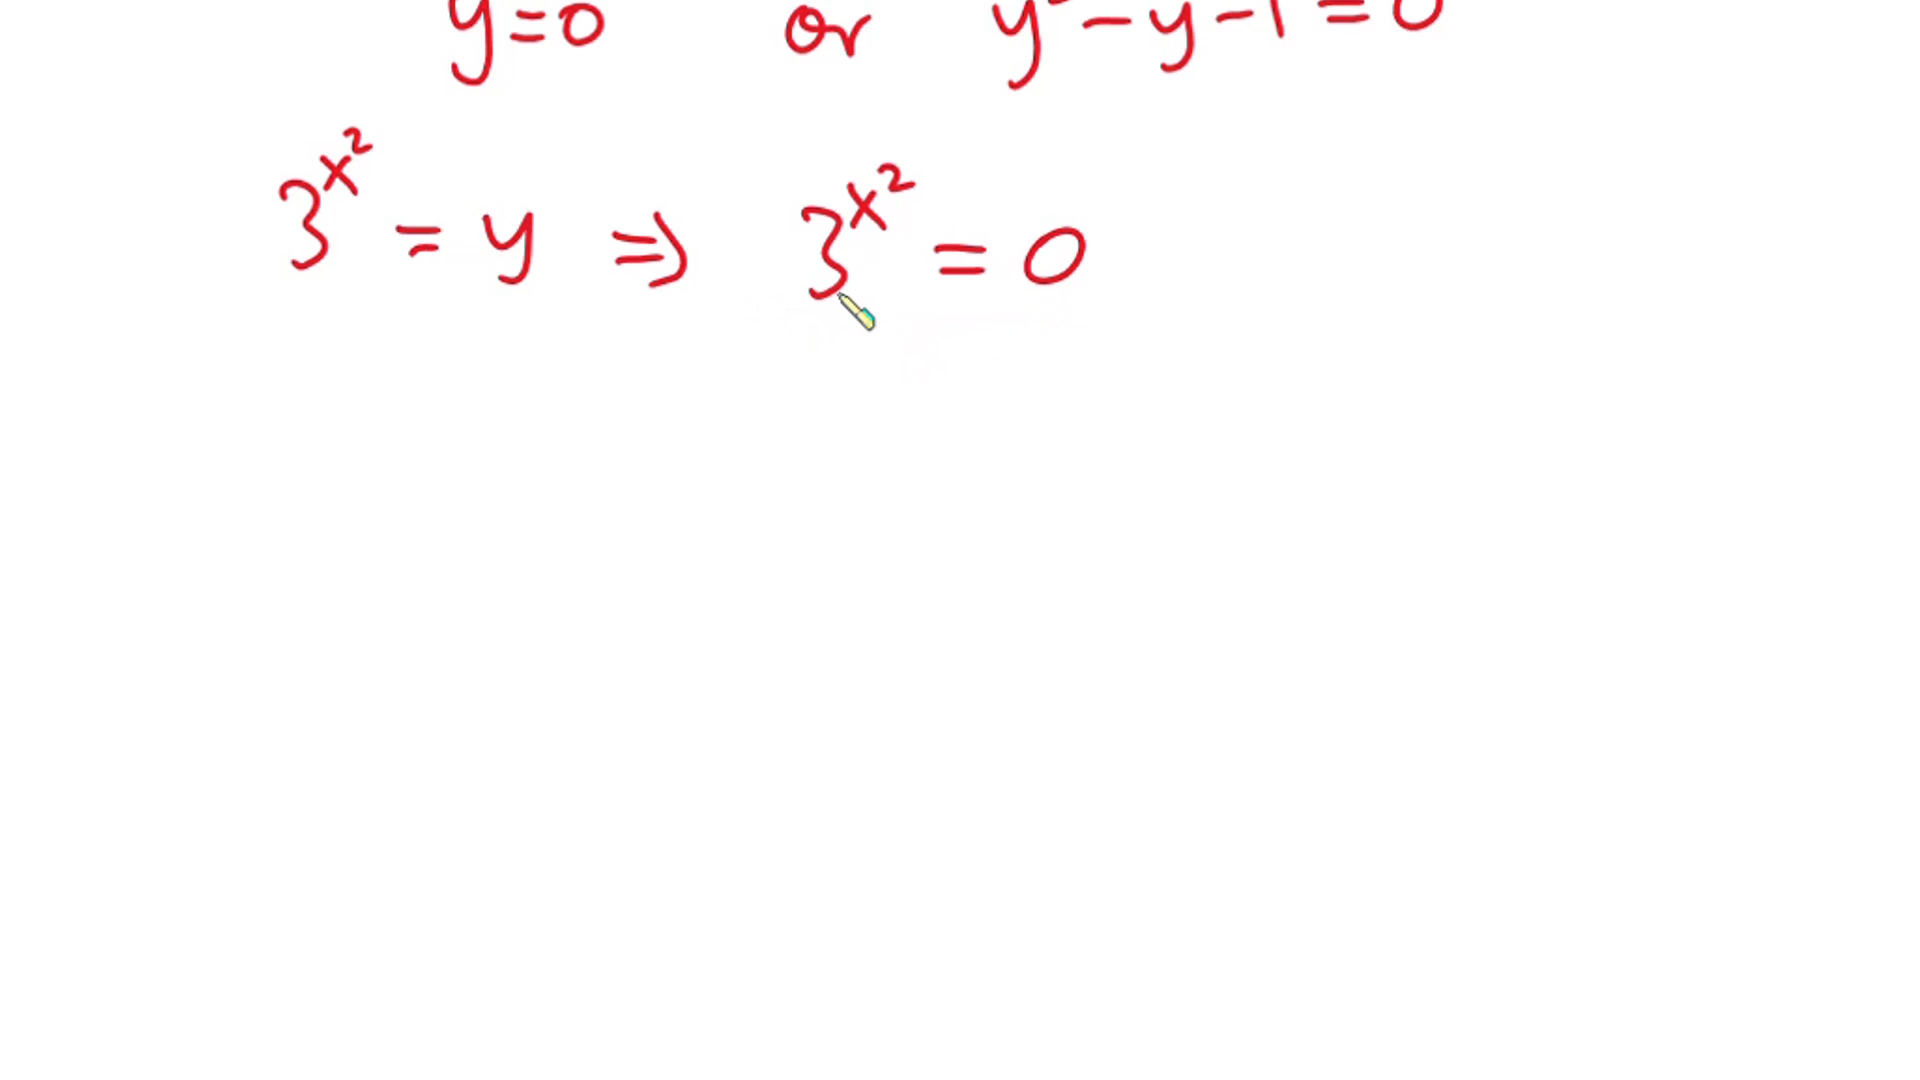 y=0 or y² - y - 1 = 0
3^x² = y ⇒ 3^x² = 0